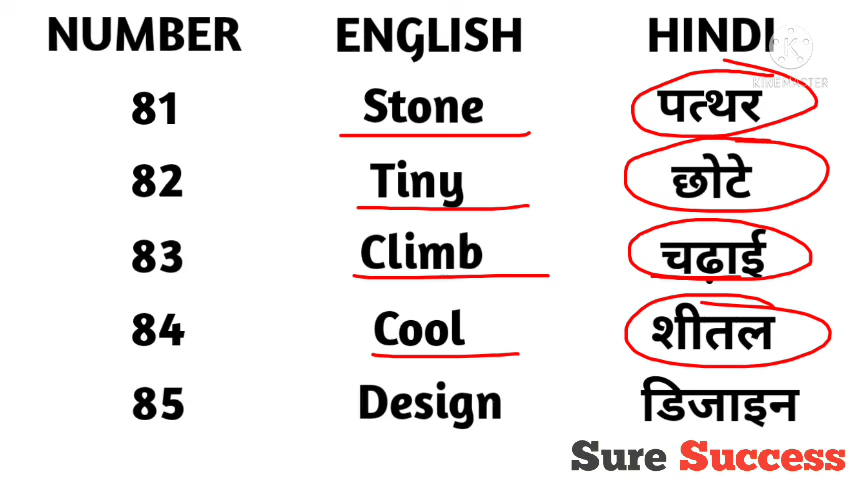 NUMBER ENGLISH HINDI
KINEMASTER
81 Stone पत्थर
82 Tiny छोटे
83 Climb चढ़ाई
84 Cool शीतल
85 Design डिजाइन
Sure Success